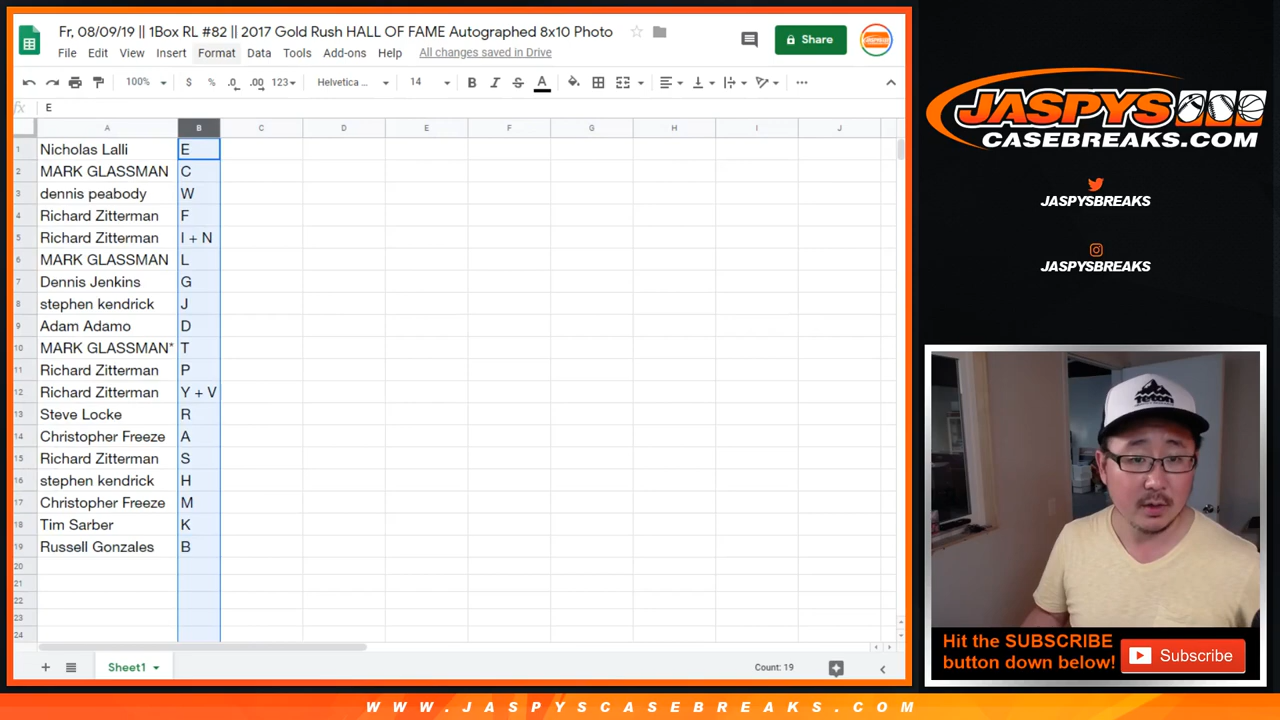 Fr, 08/09/19 || 1Box RL #82 || 2017 Gold Rush HALL OF FAME Autographed 8x10 Photo
File Edit View Insert Format Data Tools Add-ons Help All changes saved in Drive
Share
100% $ % .0 .00 123 Helvetica ... 14 B I S A
fx E
A B C D E F G H I J
1 Nicholas Lalli E
2 MARK GLASSMAN C
3 dennis peabody W
4 Richard Zitterman F
5 Richard Zitterman I + N
6 MARK GLASSMAN L
7 Dennis Jenkins G
8 stephen kendrick J
9 Adam Adamo D
10 MARK GLASSMAN* T
11 Richard Zitterman P
12 Richard Zitterman Y + V
13 Steve Locke R
14 Christopher Freeze A
15 Richard Zitterman S
16 stephen kendrick H
17 Christopher Freeze M
18 Tim Sarber K
19 Russell Gonzales B
20
21
22
23
24
Sheet1
Count: 19
JASPYS
CASEBREAKS.COM
JASPYSBREAKS
JASPYSBREAKS
Teton
Hit the SUBSCRIBE
button down below!
Subscribe
WWW.JASPYSCASEBREAKS.COM